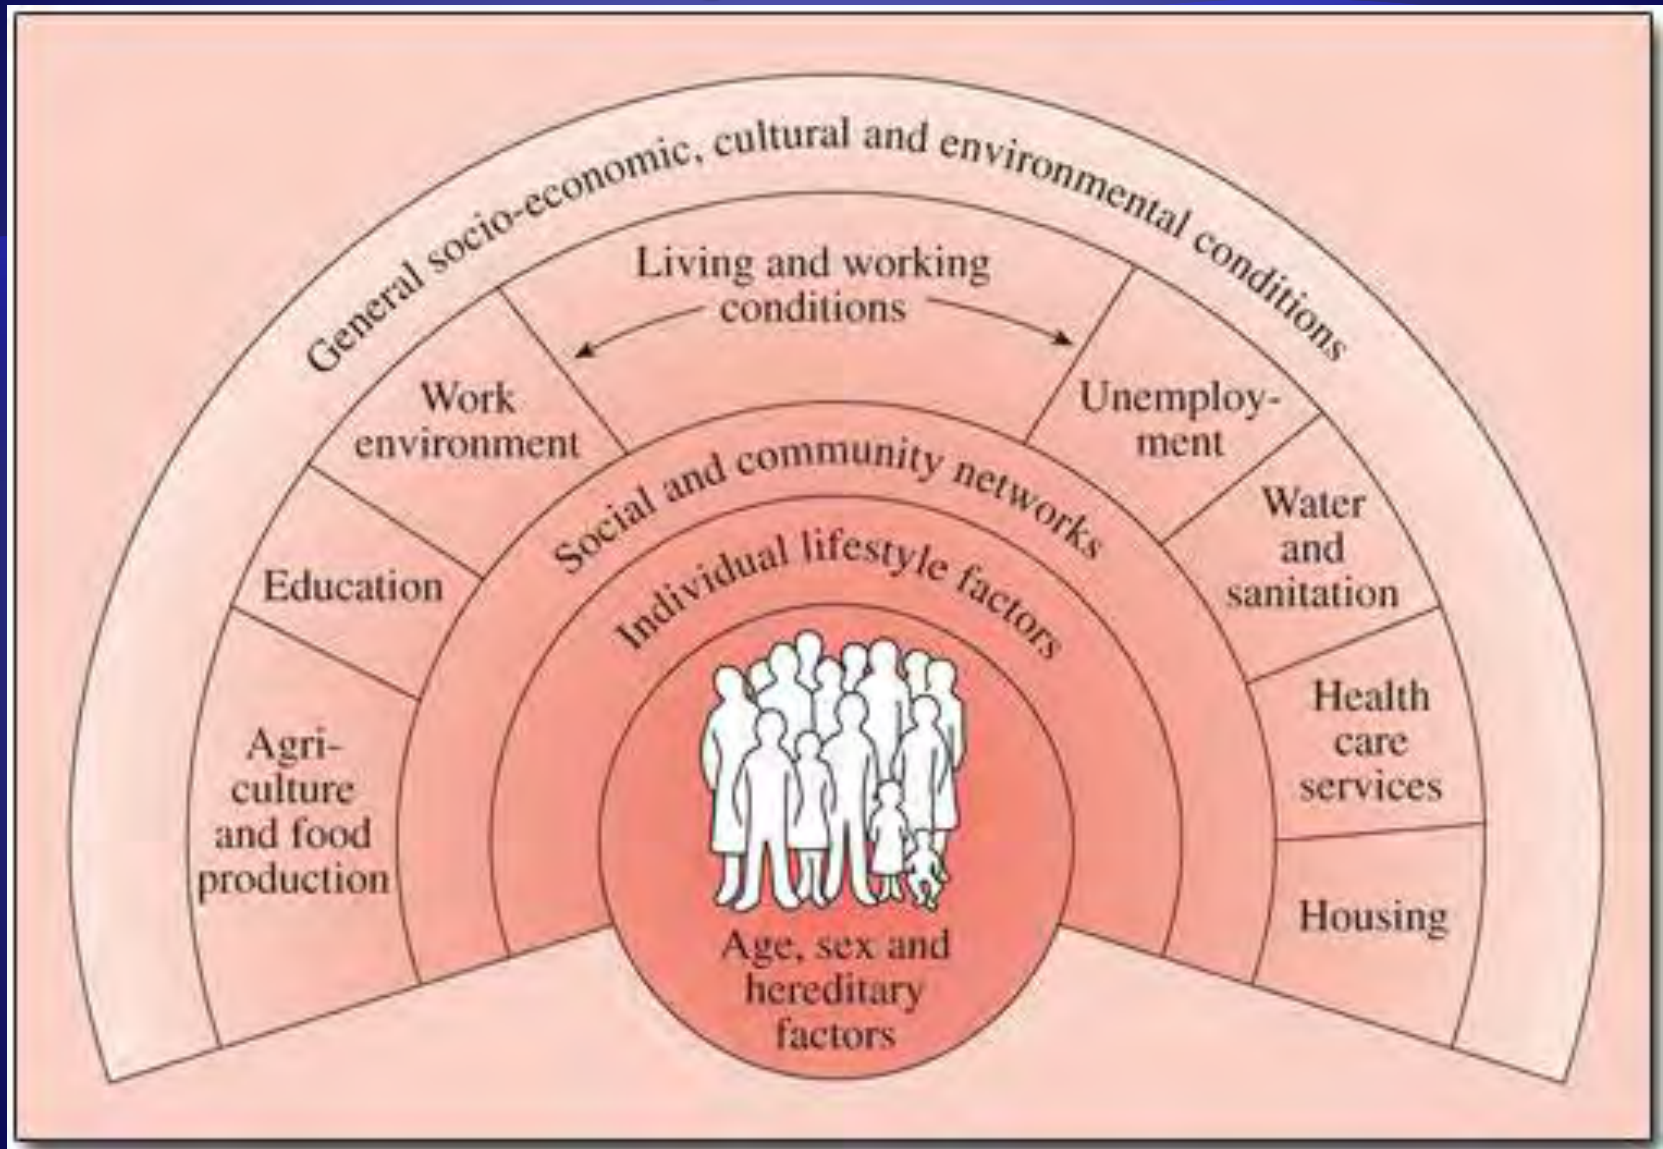 General socio-economic, cultural and environmental conditions
Living and working
conditions
Work
environment
Education
Agri-
culture
and food
production
Unemploy-
ment
Water
and
sanitation
Health
care
services
Housing
Social and community networks
Individual lifestyle factors
Age, sex and
hereditary
factors